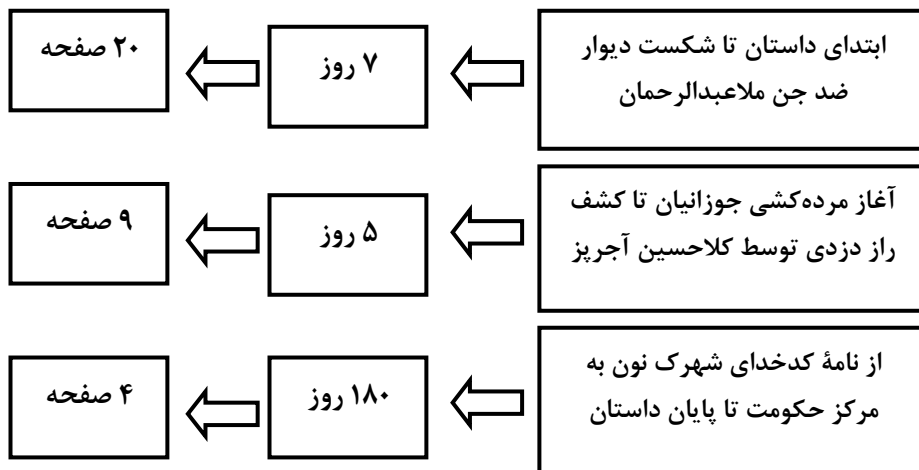 ابتدای داستان تا شکست دیوار
ضد جن ملاعبدالرحمان
۷ روز
۲۰ صفحه
آغاز مرده‌کشی جوزانیان تا کشف
راز دزدی توسط کلاحسین آجرپز
۵ روز
۹ صفحه
از نامهٔ کدخدای شهرک نون به
مرکز حکومت تا پایان داستان
۱۸۰ روز
۴ صفحه